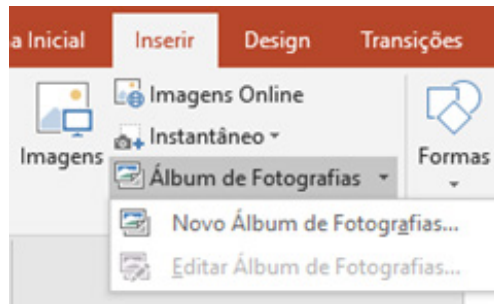 a Inicial Inserir Design Transições
Imagens Online
Instantâneo
Imagens
Álbum de Fotografias
Formas
Novo Álbum de Fotografias...
Editar Álbum de Fotografias...